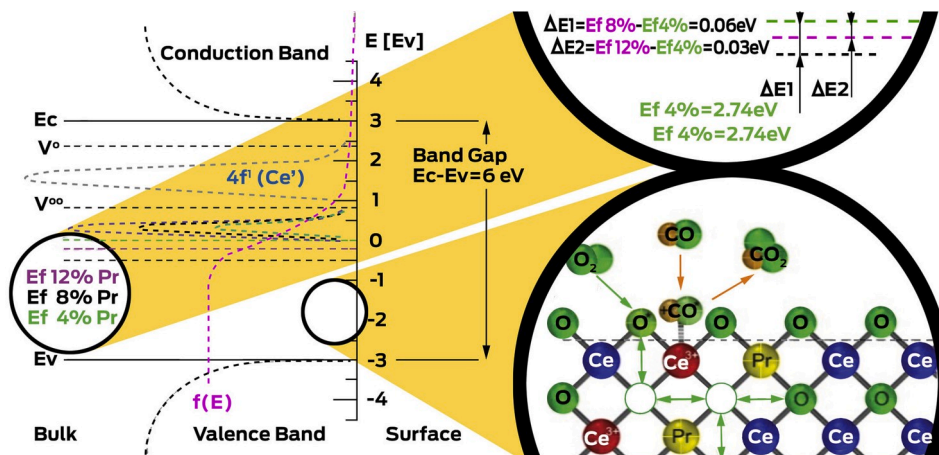 Conduction Band
E [Ev]
4
Ec
3
V°
2
4f¹ (Ce')
V°°
1
0
Ef 12% Pr
Ef 8% Pr
Ef 4% Pr
-1
-2
Ev
-3
f(E)
-4
Bulk
Valence Band
Surface
Band Gap
Ec-Ev=6 eV
ΔE1=Ef 8%-Ef4%=0.06eV
ΔE2=Ef 12%-Ef4%=0.03eV
ΔE1
ΔE2
Ef 4%=2.74eV
Ef 4%=2.74eV
O₂
CO
CO₂
+CO*
O
O*
O
O
O
Ce
Ce³⁺
Pr
Ce
Ce
O
O
Ce³⁺
Pr
Ce
Ce
Ce